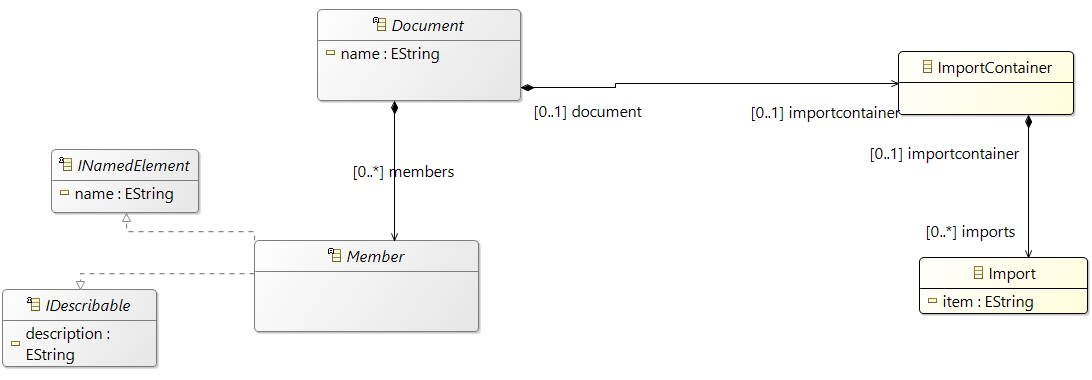 Document
name : EString
ImportContainer
[0..1] document
[0..1] importcontainer
[0..1] importcontainer
INamedElement
name : EString
[0..*] members
[0..*] imports
Member
Import
item : EString
IDescribable
description :
EString